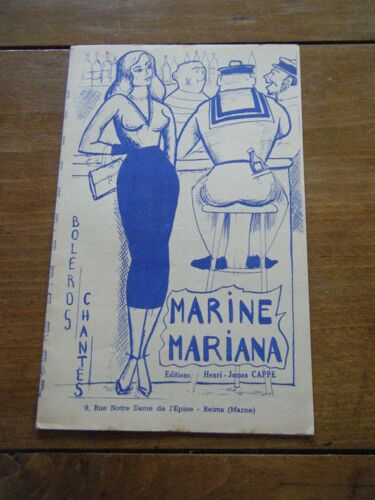 BOLEROS
CHANTÉS
MARINE
MARIANA
Editions Henri-James CAPPE
9, Rue Notre Dame de l'Epine - Reims (Marne)